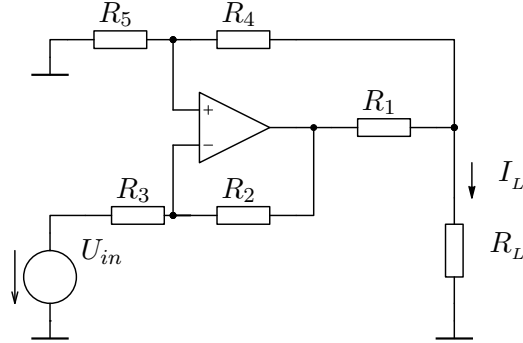 R5 R4
+
R1
−
I_L
R3 R2
U_in
R_L